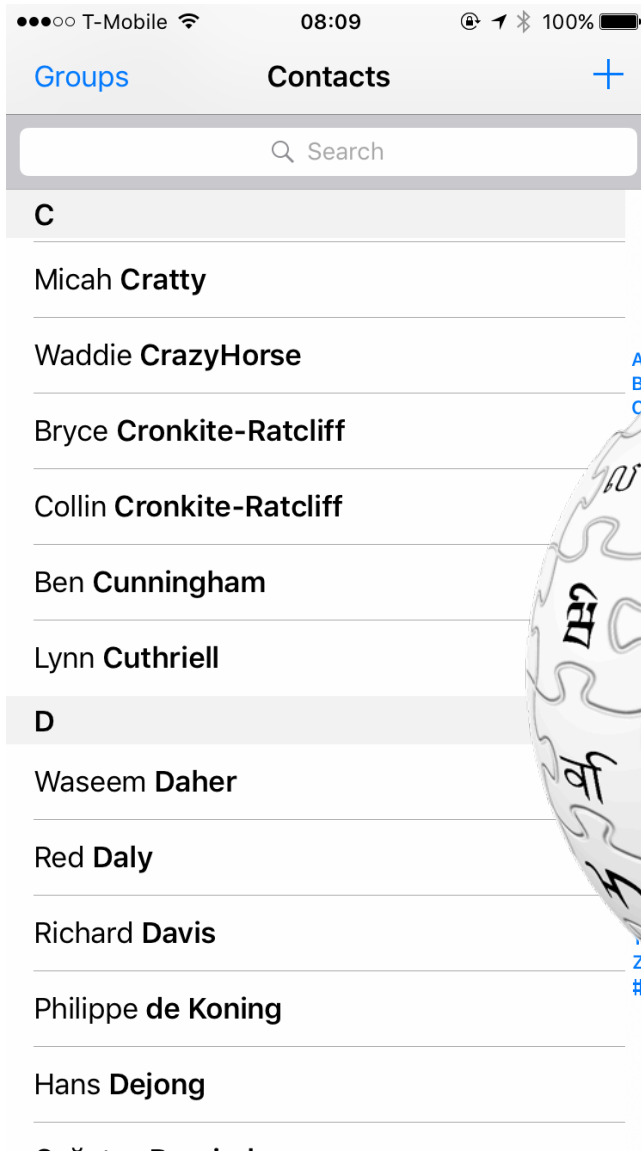 T-Mobile 08:09 100%
Groups Contacts +
Search
C
Micah Cratty
Waddie CrazyHorse
A
B
C
Bryce Cronkite-Ratcliff
Collin Cronkite-Ratcliff
Ben Cunningham
Lynn Cuthriell
D
Waseem Daher
र्वा
Red Daly
Richard Davis
Z
#
Philippe de Koning
Hans Dejong